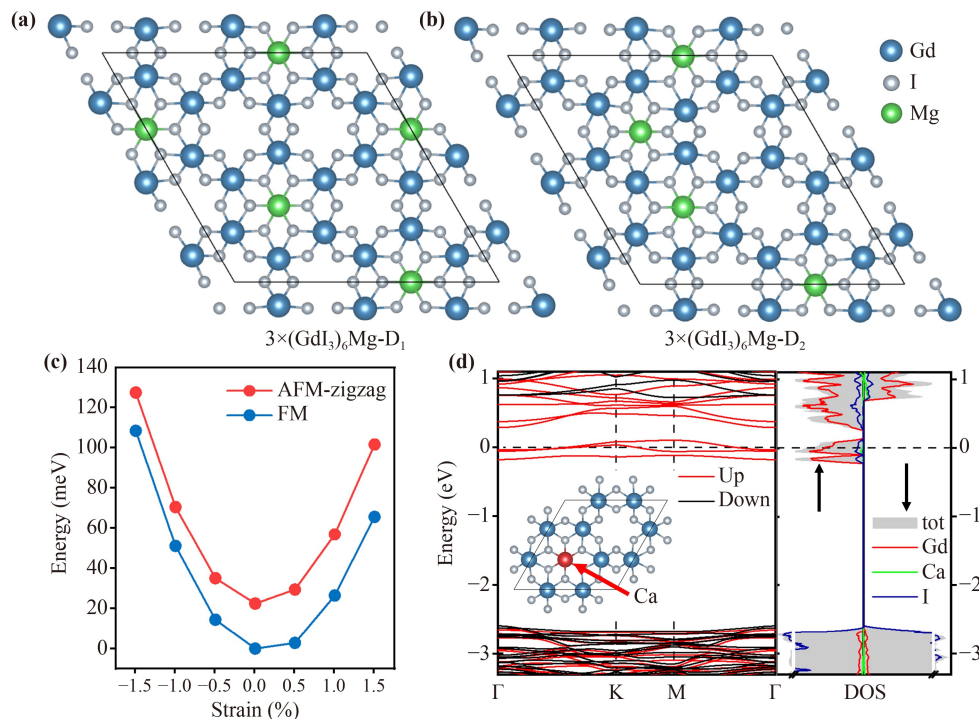 (a)
(b)
Gd
I
Mg
3×(GdI₃)₆Mg-D₁
3×(GdI₃)₆Mg-D₂
(c)
140
120
100
80
60
40
20
0
Energy (meV)
AFM-zigzag
FM
−1.5
−1.0
−0.5
0.0
0.5
1.0
1.5
Strain (%)
(d)
1
0
−1
−2
−3
Energy (eV)
Up
Down
Ca
Γ
K
M
Γ
tot
Gd
Ca
I
DOS
1
0
−1
−2
−3